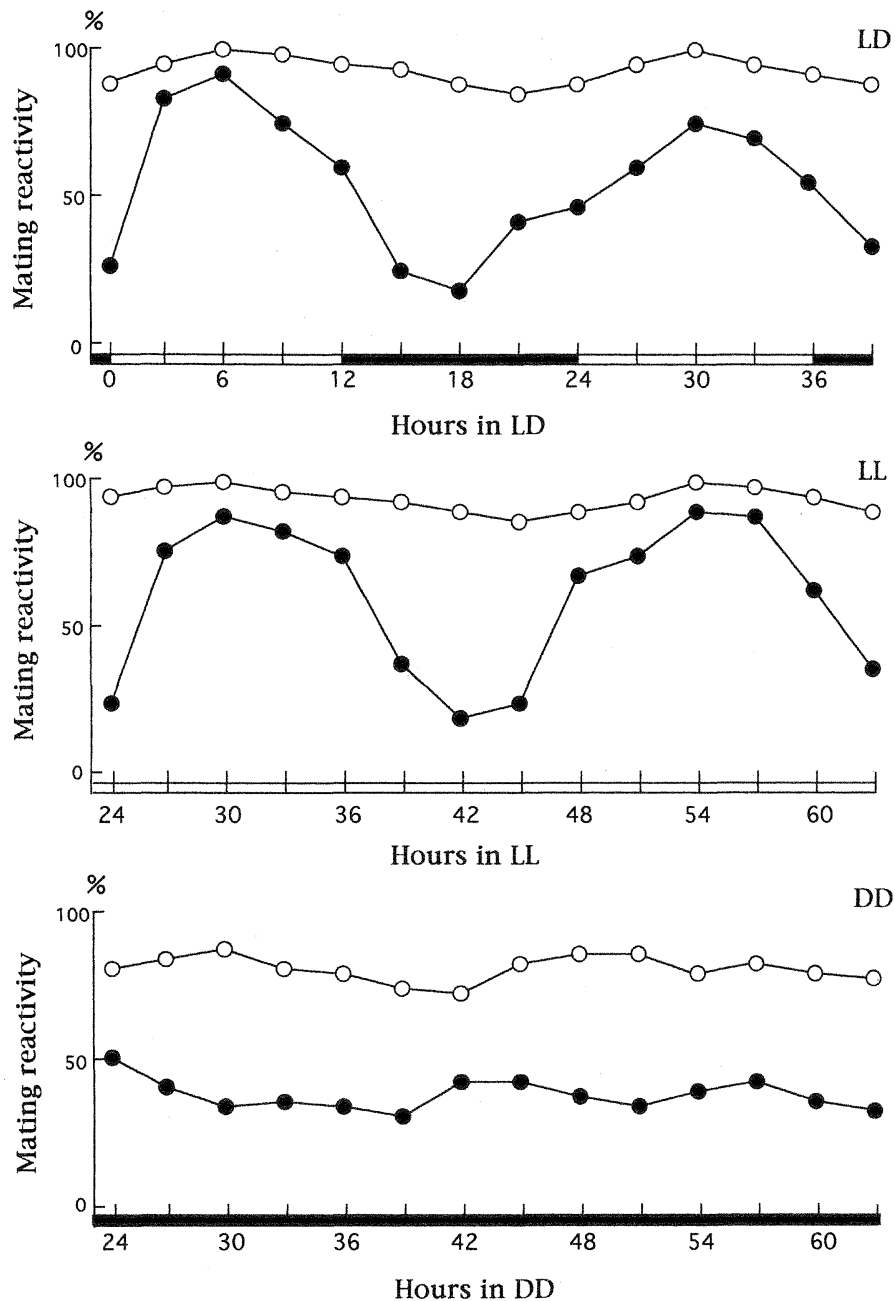 %
LD
100
50
0
Mating reactivity
0 6 12 18 24 30 36
Hours in LD
%
LL
100
50
0
Mating reactivity
24 30 36 42 48 54 60
Hours in LL
%
DD
100
50
0
Mating reactivity
24 30 36 42 48 54 60
Hours in DD